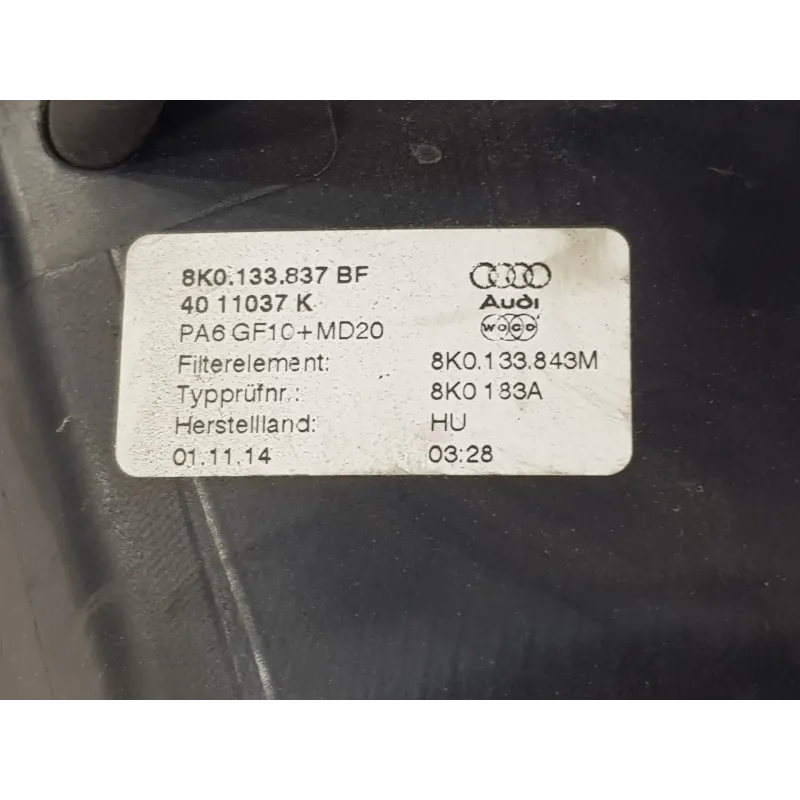 8K0.133.837 BF
40 11037 K
Audi
PA6 GF10+MD20
WOCO
Filterelement: 8K0.133.843M
Typprüfnr.: 8K0 183A
Herstellland: HU
01.11.14 03:28